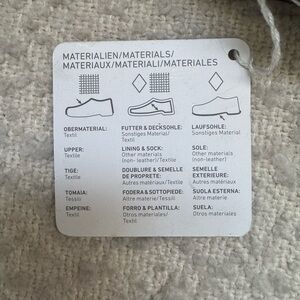 MATERIALIEN/MATERIALS/
MATERIAUX/MATERIALI/MATERIALES
OBERMATERIAL:
Textil
FUTTER & DECKSOHLE:
Sonstiges Material/
Textil
LAUFSOHLE:
Sonstiges Material
UPPER:
Textile
LINING & SOCK:
Other materials
(non- leather)/Textile
SOLE:
Other materials
(non-leather)
TIGE:
Textile
DOUBLURE & SEMELLE
DE PROPRETE:
Autres matériaux/Textile
SEMELLE
EXTERIEURE:
Autres matériaux
TOMAIA:
Tessili
FODERA & SOTTOPIEDE:
Altre materie/Tessili
SUOLA ESTERNA:
Altre materie
EMPEINE:
Textil
FORRO & PLANTILLA:
Otros materiales/
Textil
SUELA:
Otros materiales